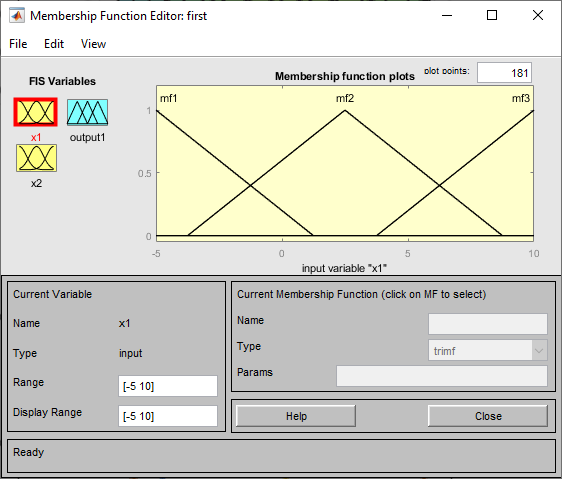 Membership Function Editor: first
File Edit View
FIS Variables
x1
output1
x2
Membership function plots
plot points:
181
mf1 mf2 mf3
1
0.5
0
-5 0 5 10
input variable "x1"
Current Variable
Name x1
Type input
Range [-5 10]
Display Range [-5 10]
Current Membership Function (click on MF to select)
Name
Type trimf
Params
Help Close
Ready